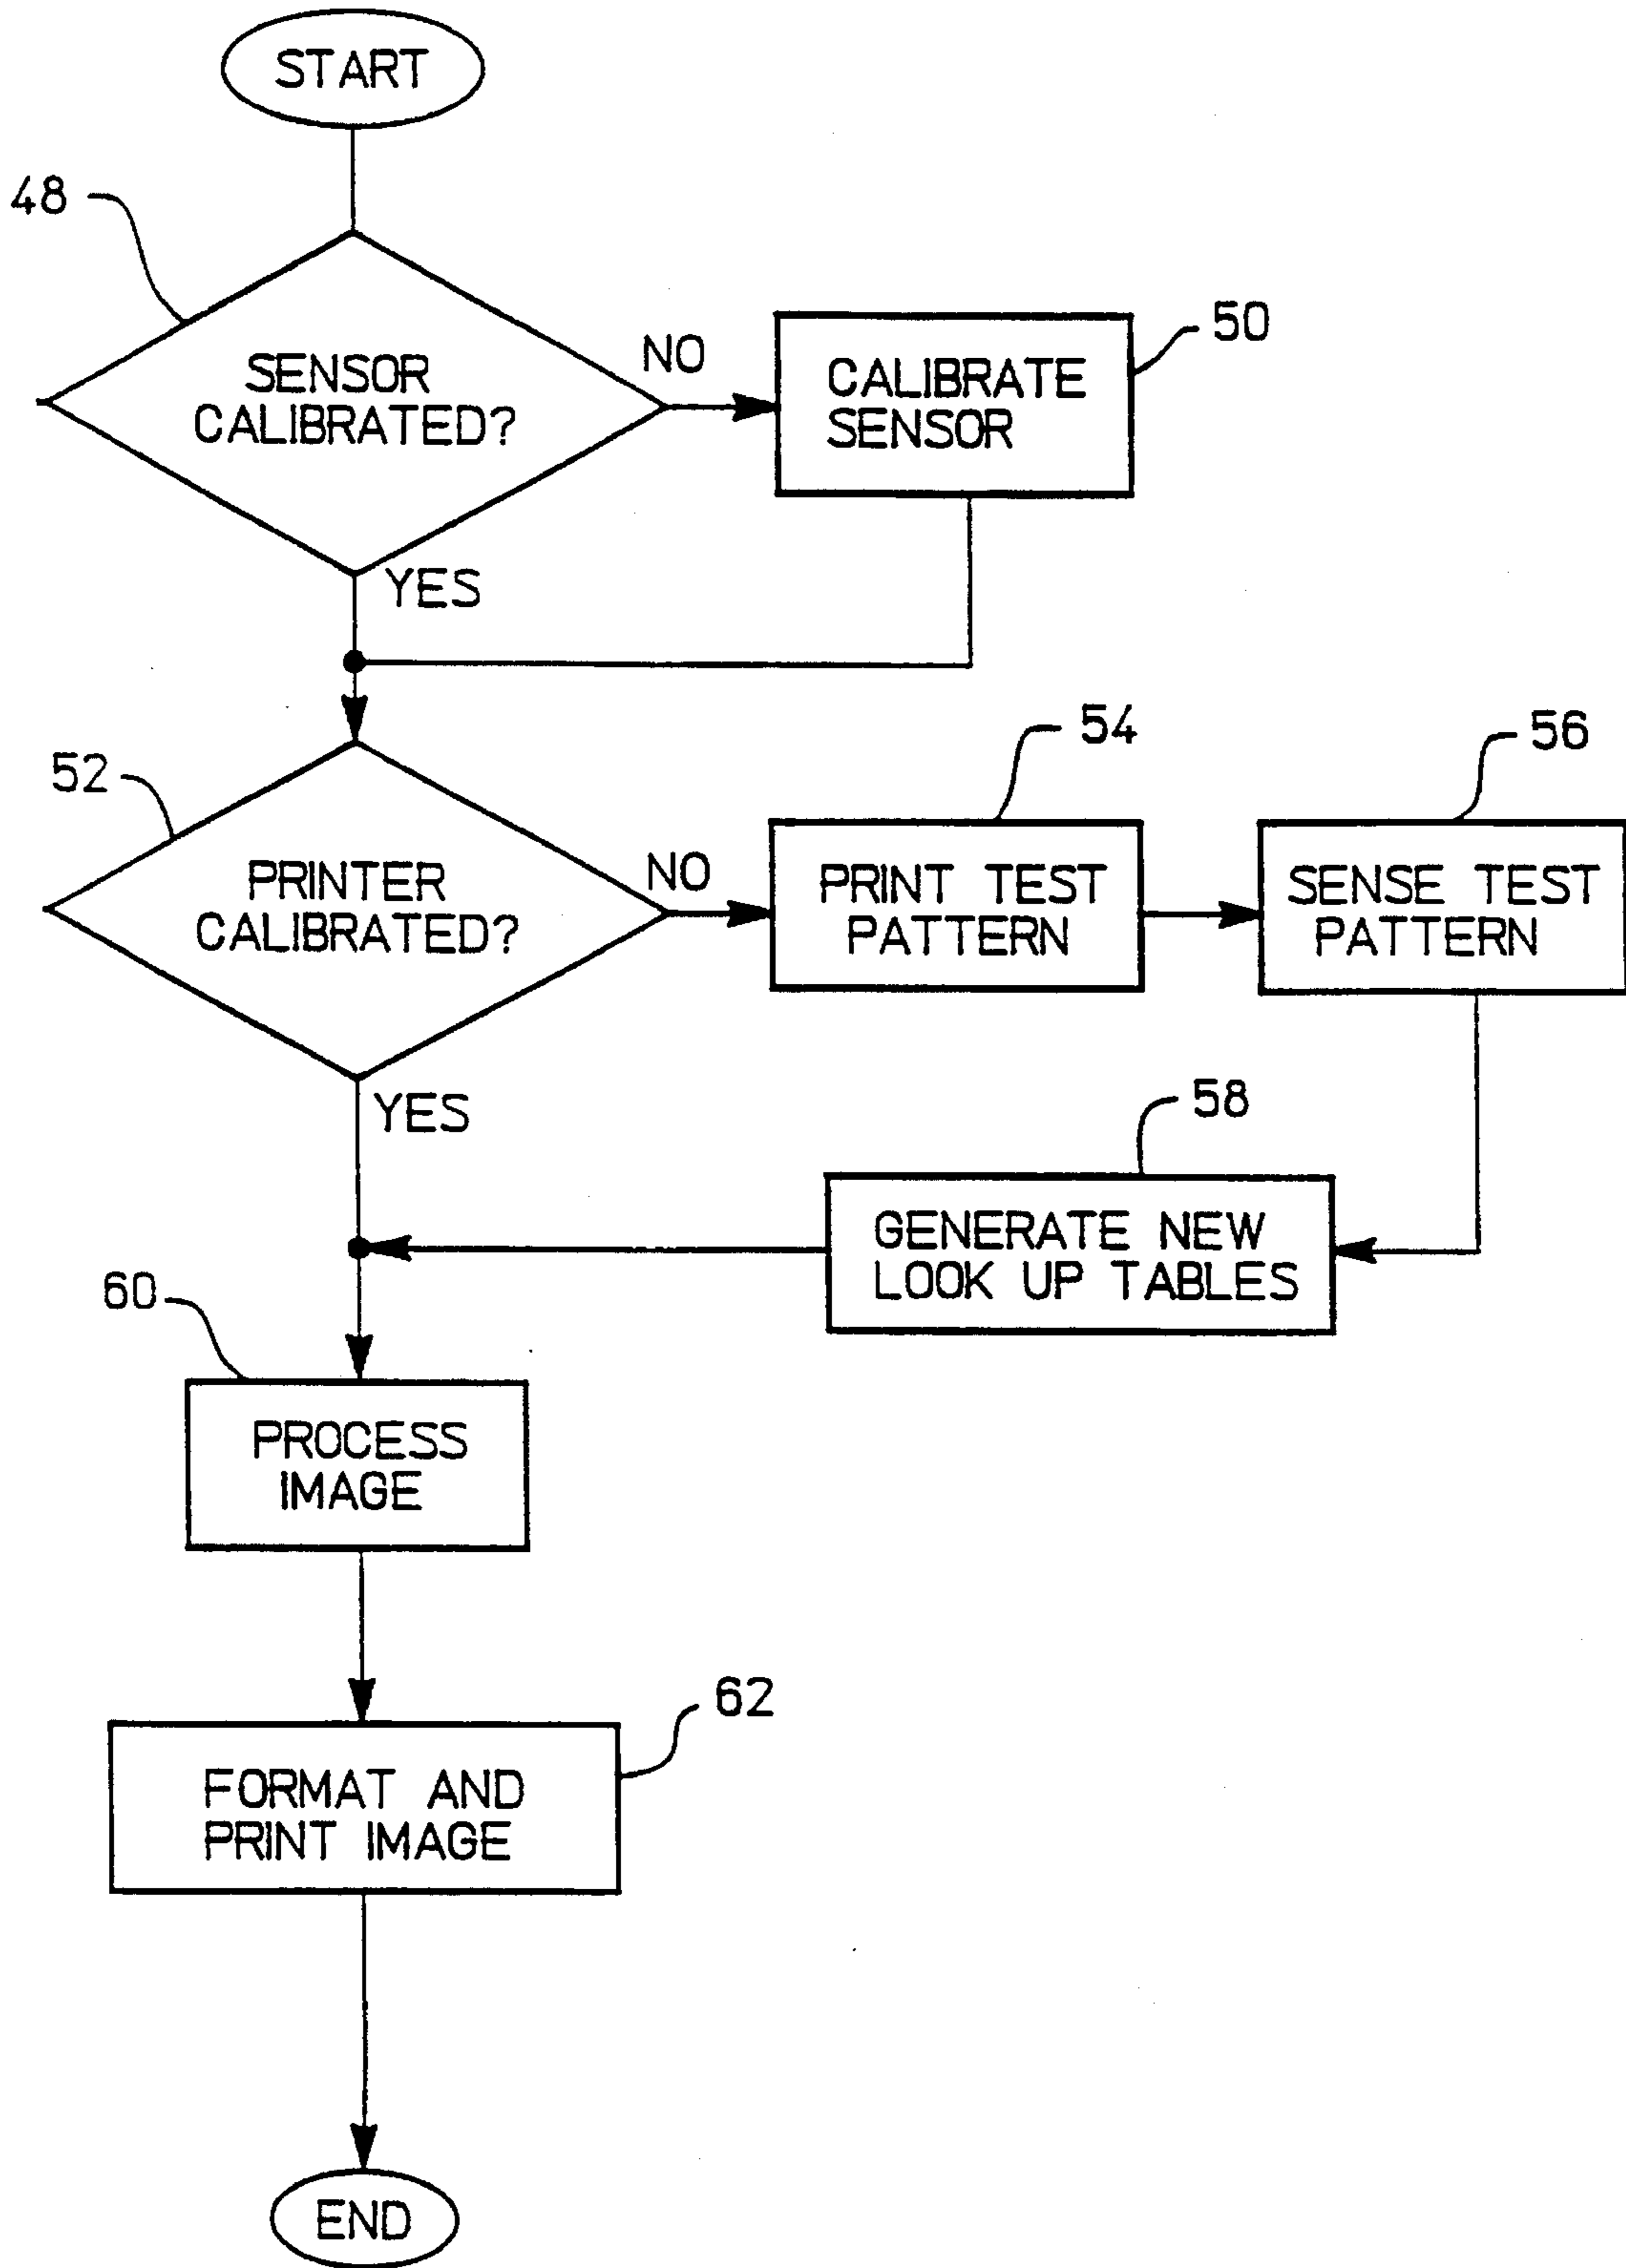 START
48
SENSOR
CALIBRATED?
NO
CALIBRATE
SENSOR
50
YES
52
PRINTER
CALIBRATED?
NO
54
PRINT TEST
PATTERN
56
SENSE TEST
PATTERN
YES
58
GENERATE NEW
LOOK UP TABLES
60
PROCESS
IMAGE
62
FORMAT AND
PRINT IMAGE
END